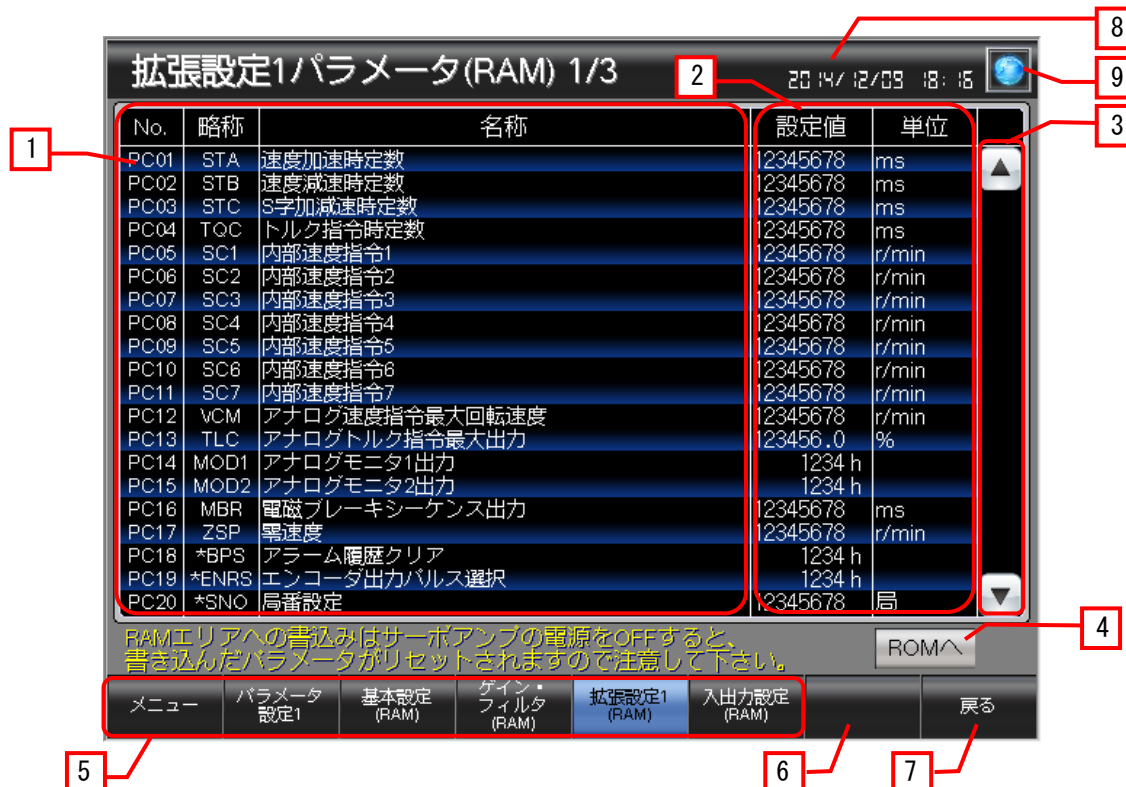 8
拡張設定1パラメータ(RAM) 1/3
2
2014/12/09 18:16
9
No. 略称 名称 設定値 単位
3
1
PC01 STA 速度加速時定数 12345678 ms
PC02 STB 速度減速時定数 12345678 ms
PC03 STC S字加減速時定数 12345678 ms
PC04 TQC トルク指令時定数 12345678 ms
PC05 SC1 内部速度指令1 12345678 r/min
PC06 SC2 内部速度指令2 12345678 r/min
PC07 SC3 内部速度指令3 12345678 r/min
PC08 SC4 内部速度指令4 12345678 r/min
PC09 SC5 内部速度指令5 12345678 r/min
PC10 SC6 内部速度指令6 12345678 r/min
PC11 SC7 内部速度指令7 12345678 r/min
PC12 VCM アナログ速度指令最大回転速度 12345678 r/min
PC13 TLC アナログトルク指令最大出力 123456.0 %
PC14 MOD1 アナログモニタ1出力 1234 h
PC15 MOD2 アナログモニタ2出力 1234 h
PC16 MBR 電磁ブレーキシーケンス出力 12345678 ms
PC17 ZSP 零速度 12345678 r/min
PC18 *BPS アラーム履歴クリア 1234 h
PC19 *ENRS エンコーダ出力パルス選択 1234 h
PC20 *SNO 局番設定 12345678 局
RAMエリアへの書込みはサーボアンプの電源をOFFすると、
書き込んだパラメータがリセットされますので注意して下さい。
ROMへ
4
メニュー
パラメータ
設定1
基本設定
(RAM)
ゲイン・
フィルタ
(RAM)
拡張設定1
(RAM)
入出力設定
(RAM)
戻る
5
6
7